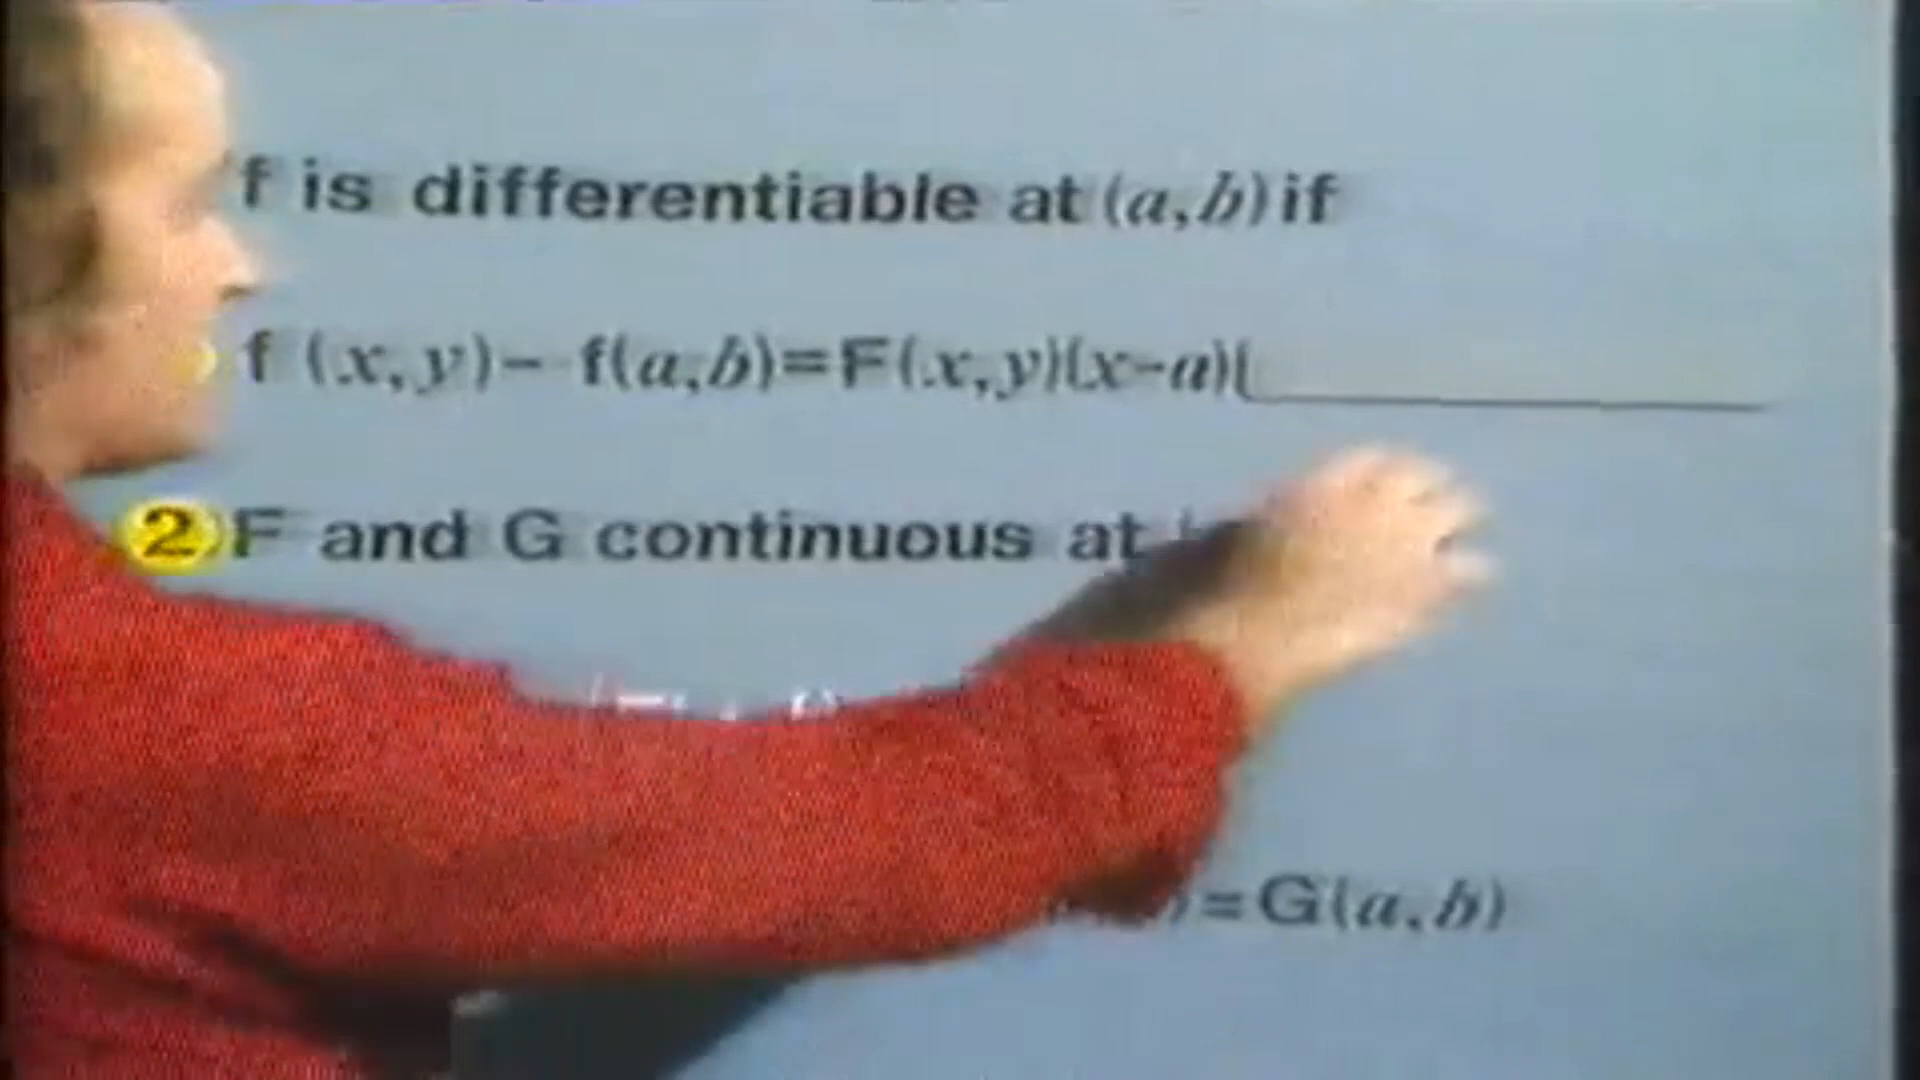 f is differentiable at (a,b) if
f (x,y)− f(a,b)=F(x,y)(x-a)
2 F and G continuous at
)=G(a,b)